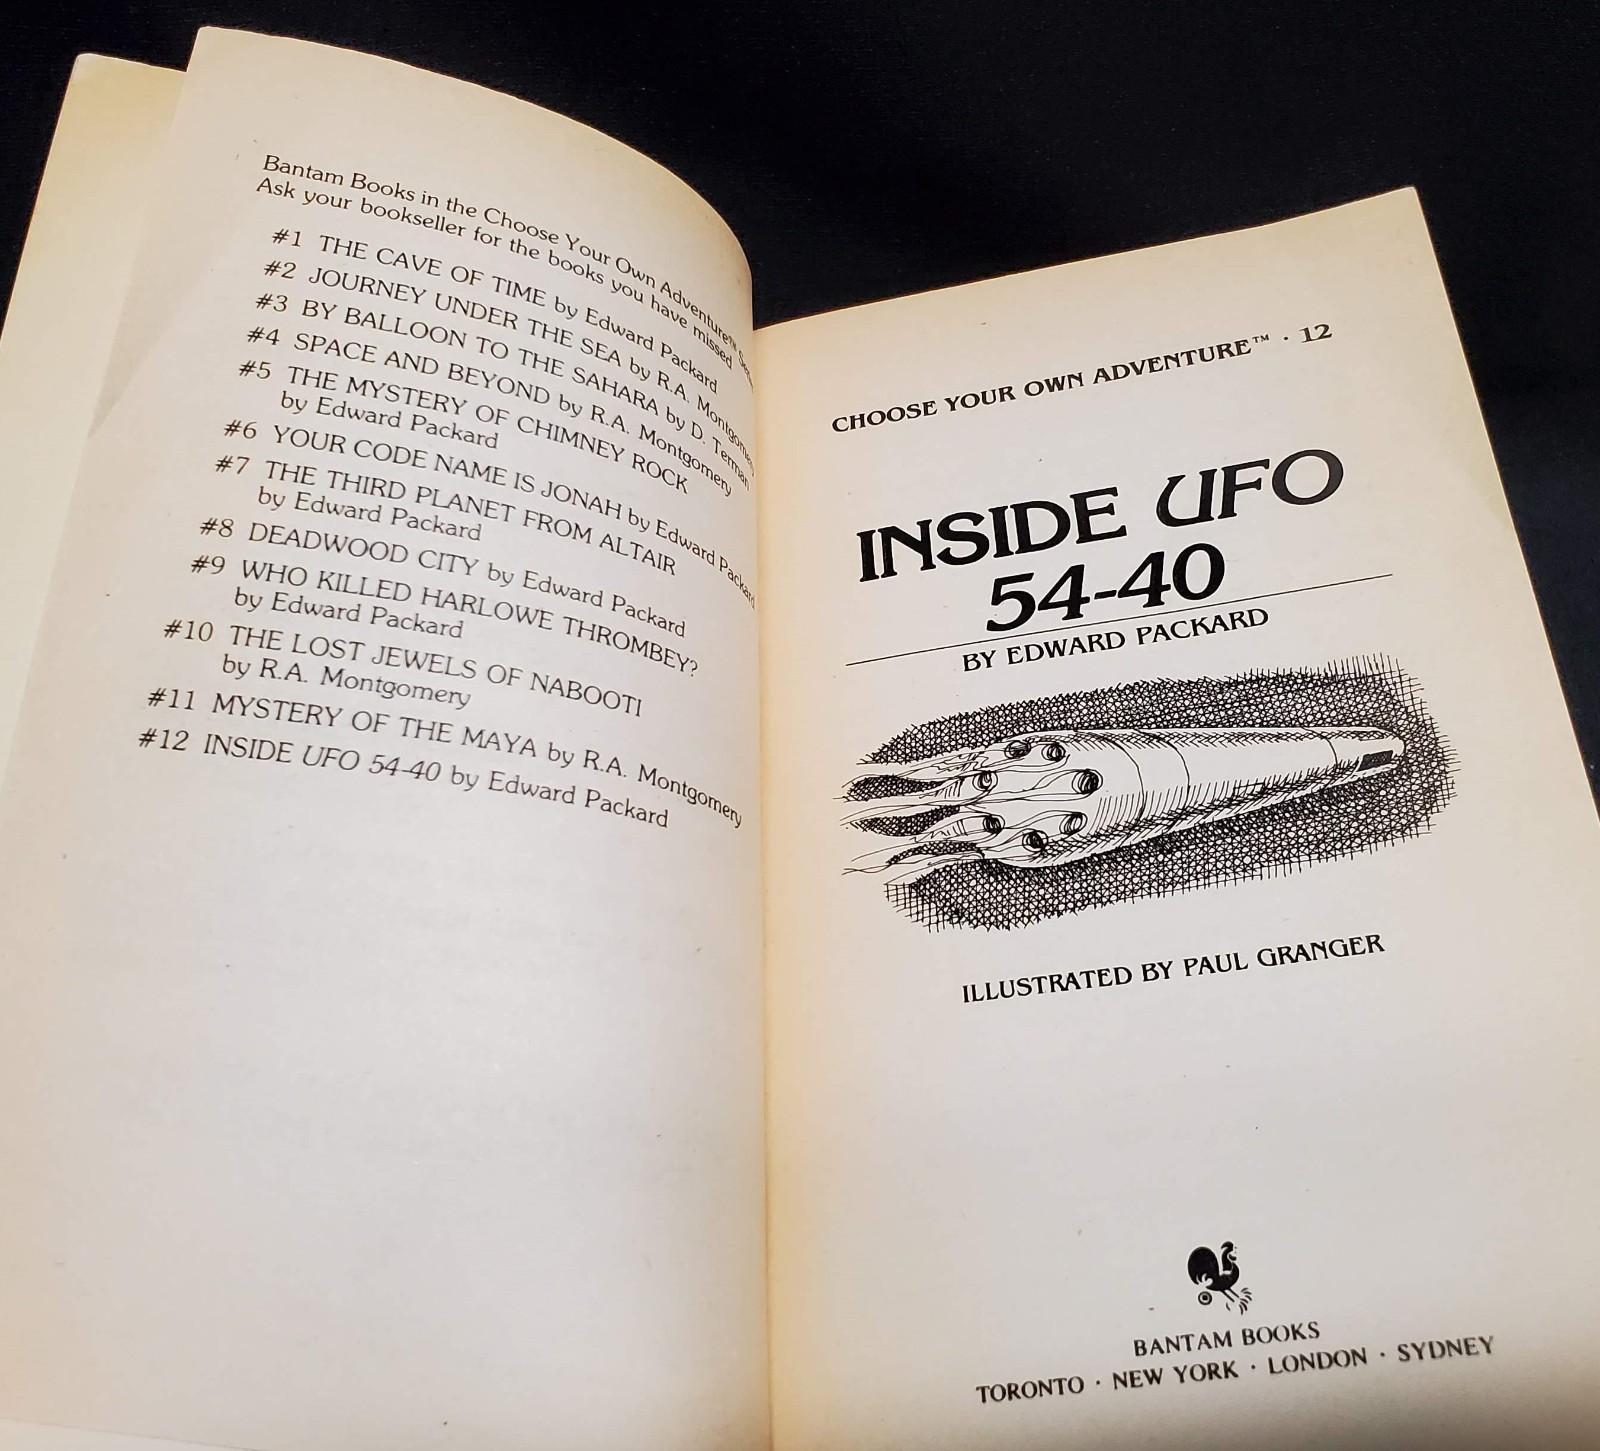 Bantam Books in the Choose Your Own Adventure™
Ask your bookseller for the books you have missed
#1 THE CAVE OF TIME by Edward Packard
#2 JOURNEY UNDER THE SEA by R.A. Montgomery
#3 BY BALLOON TO THE SAHARA by D. Terman
#4 SPACE AND BEYOND by R.A. Montgomery
#5 THE MYSTERY OF CHIMNEY ROCK
by Edward Packard
#6 YOUR CODE NAME IS JONAH by Edward Packard
#7 THE THIRD PLANET FROM ALTAIR
by Edward Packard
#8 DEADWOOD CITY by Edward Packard
#9 WHO KILLED HARLOWE THROMBEY?
by Edward Packard
#10 THE LOST JEWELS OF NABOOTI
by R.A. Montgomery
#11 MYSTERY OF THE MAYA by R.A. Montgomery
#12 INSIDE UFO 54-40 by Edward Packard
CHOOSE YOUR OWN ADVENTURE™ · 12
INSIDE UFO
54-40
BY EDWARD PACKARD
ILLUSTRATED BY PAUL GRANGER
BANTAM BOOKS
TORONTO · NEW YORK · LONDON · SYDNEY